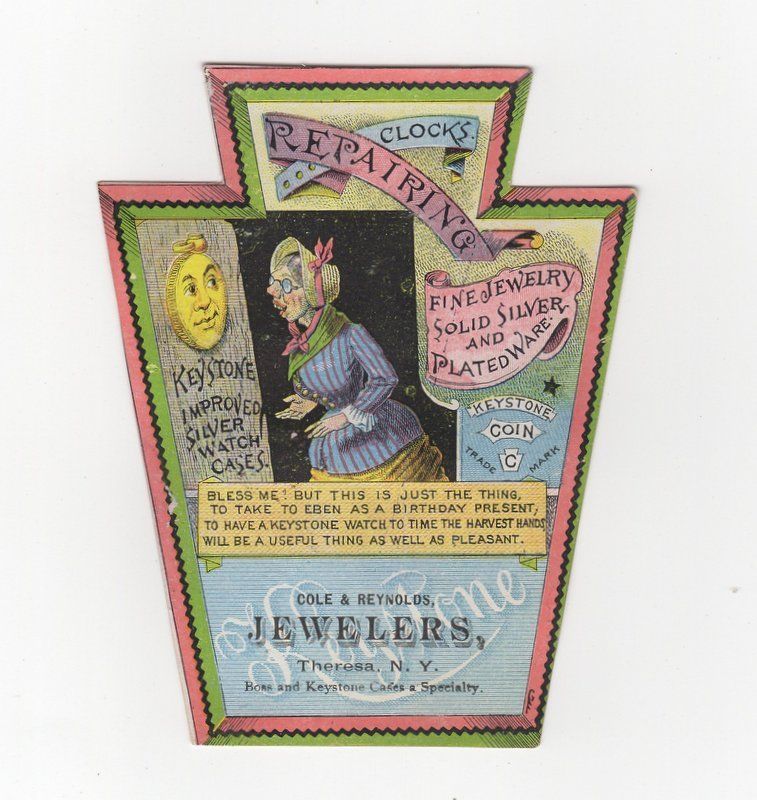 REPAIRING
CLOCKS.
FINE JEWELRY
SOLID SILVER
AND
PLATED WARE.
KEYSTONE
IMPROVED
SILVER
WATCH
CASES.
KEYSTONE
COIN
C
TRADE MARK
BLESS ME! BUT THIS IS JUST THE THING,
TO TAKE TO EBEN AS A BIRTHDAY PRESENT;
TO HAVE A KEYSTONE WATCH TO TIME THE HARVEST HANDS
WILL BE A USEFUL THING AS WELL AS PLEASANT.
Keystone
COLE & REYNOLDS,
JEWELERS,
Theresa, N. Y.
Boss and Keystone Cases a Specialty.